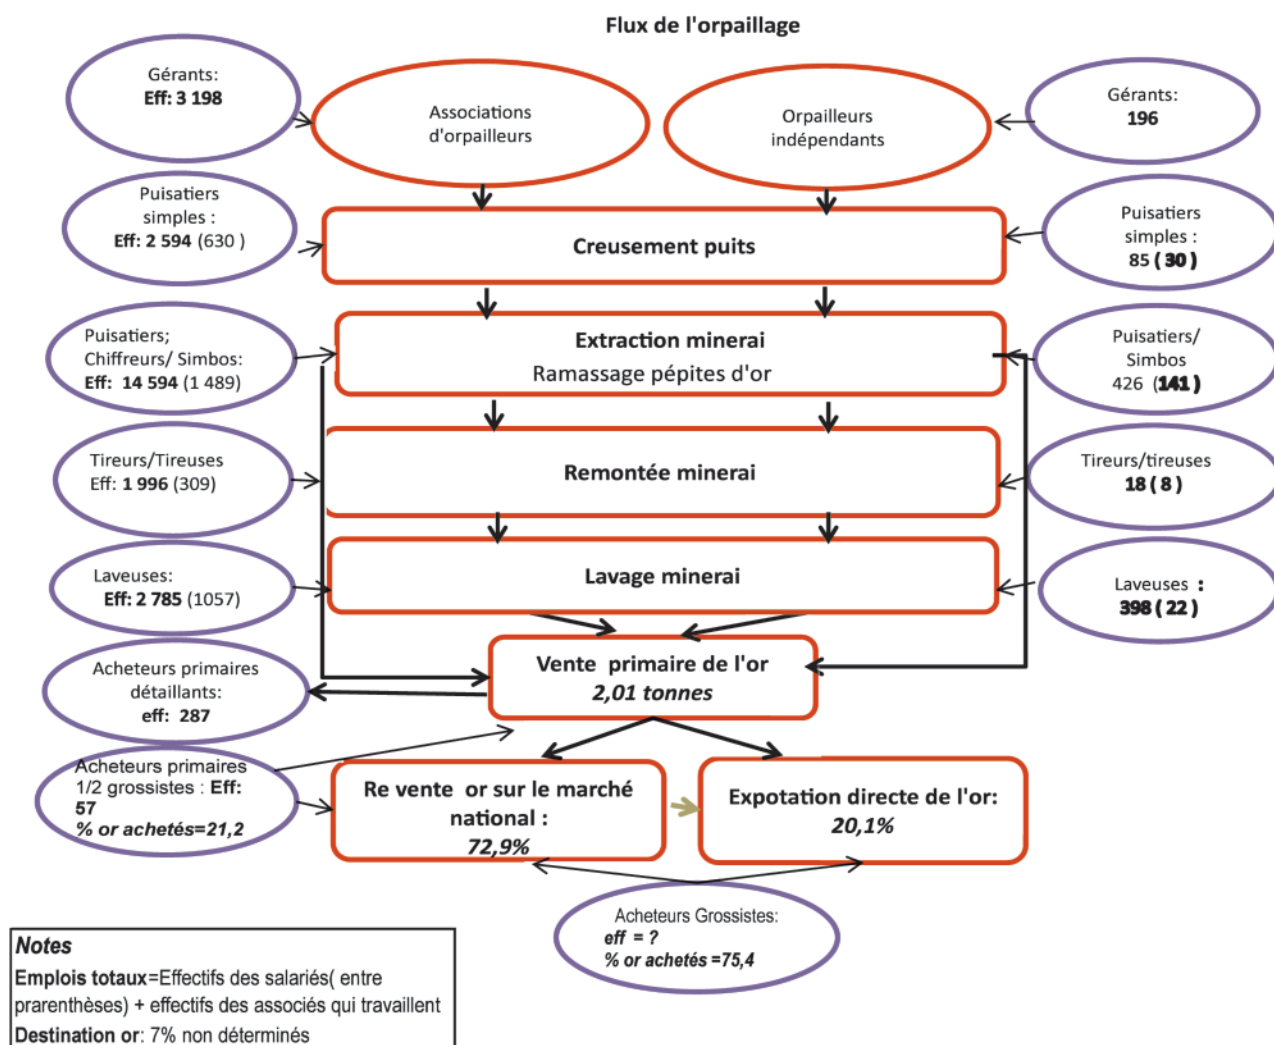 Flux de l'orpaillage
Gérants:
Eff: 3 198
Associations
d'orpailleurs
Orpailleurs
indépendants
Gérants:
196
Puisatiers
simples :
Eff: 2 594 (630 )
Creusement puits
Puisatiers
simples :
85 ( 30 )
Puisatiers;
Chiffreurs/ Simbos:
Eff: 14 594 (1 489)
Extraction minerai
Ramassage pépites d'or
Puisatiers/
Simbos
426 (141 )
Tireurs/Tireuses
Eff: 1 996 (309)
Remontée minerai
Tireurs/tireuses
18 ( 8 )
Laveuses:
Eff: 2 785 (1057)
Lavage minerai
Laveuses :
398 ( 22 )
Acheteurs primaires
détaillants:
eff: 287
Vente primaire de l'or
2,01 tonnes
Acheteurs primaires
1/2 grossistes : Eff:
57
% or achetés=21,2
Re vente or sur le marché
national :
72,9%
Expotation directe de l'or:
20,1%
Acheteurs Grossistes:
eff = ?
% or achetés =75,4
Notes
Emplois totaux=Effectifs des salariés( entre
prarenthèses) + effectifs des associés qui travaillent
Destination or: 7% non déterminés